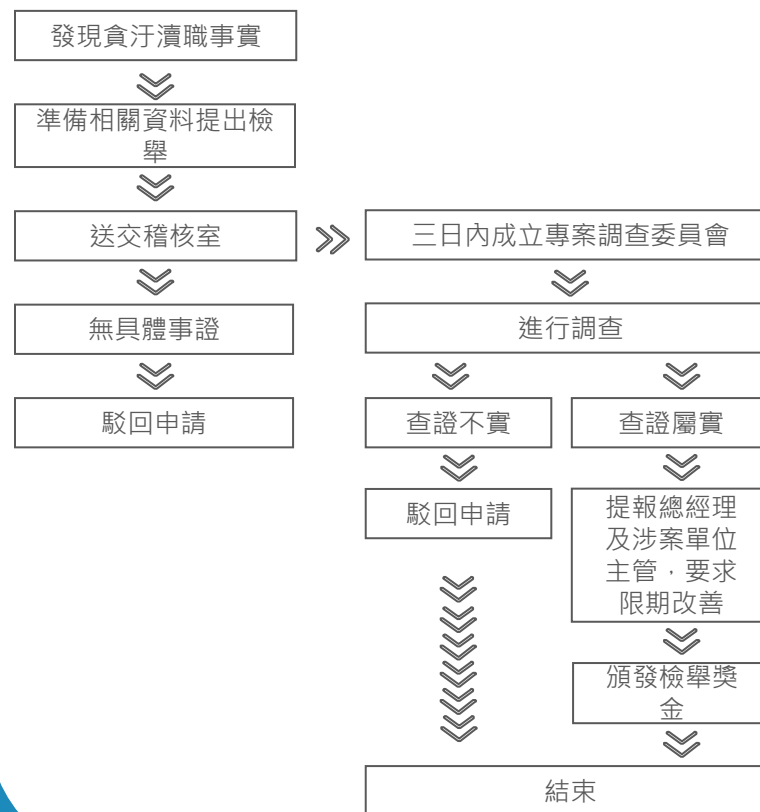 發現貪汙瀆職事實
準備相關資料提出檢
舉
送交稽核室
三日內成立專案調查委員會
無具體事證
進行調查
駁回申請
查證不實
查證屬實
駁回申請
提報總經理
及涉案單位
主管，要求
限期改善
頒發檢舉獎
金
結束